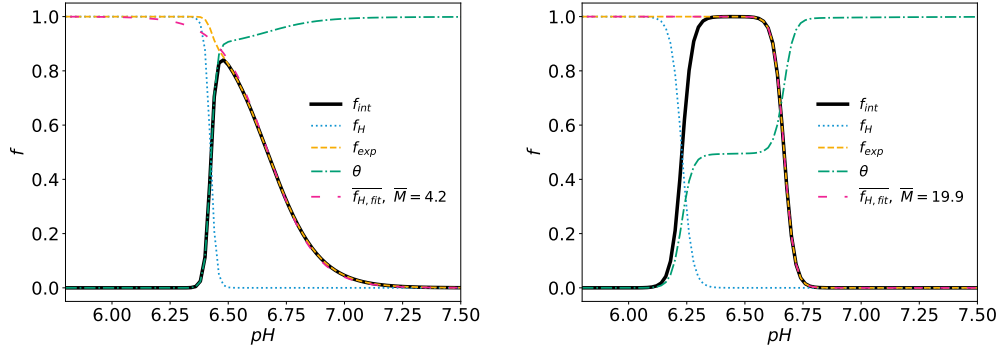 1.0
0.8
0.6
0.4
0.2
0.0
f
6.00 6.25 6.50 6.75 7.00 7.25 7.50
pH
f_int
f_H
f_exp
θ
f_{H, fit}, M = 4.2
1.0
0.8
0.6
0.4
0.2
0.0
f
6.00 6.25 6.50 6.75 7.00 7.25 7.50
pH
f_int
f_H
f_exp
θ
f_{H, fit}, M = 19.9